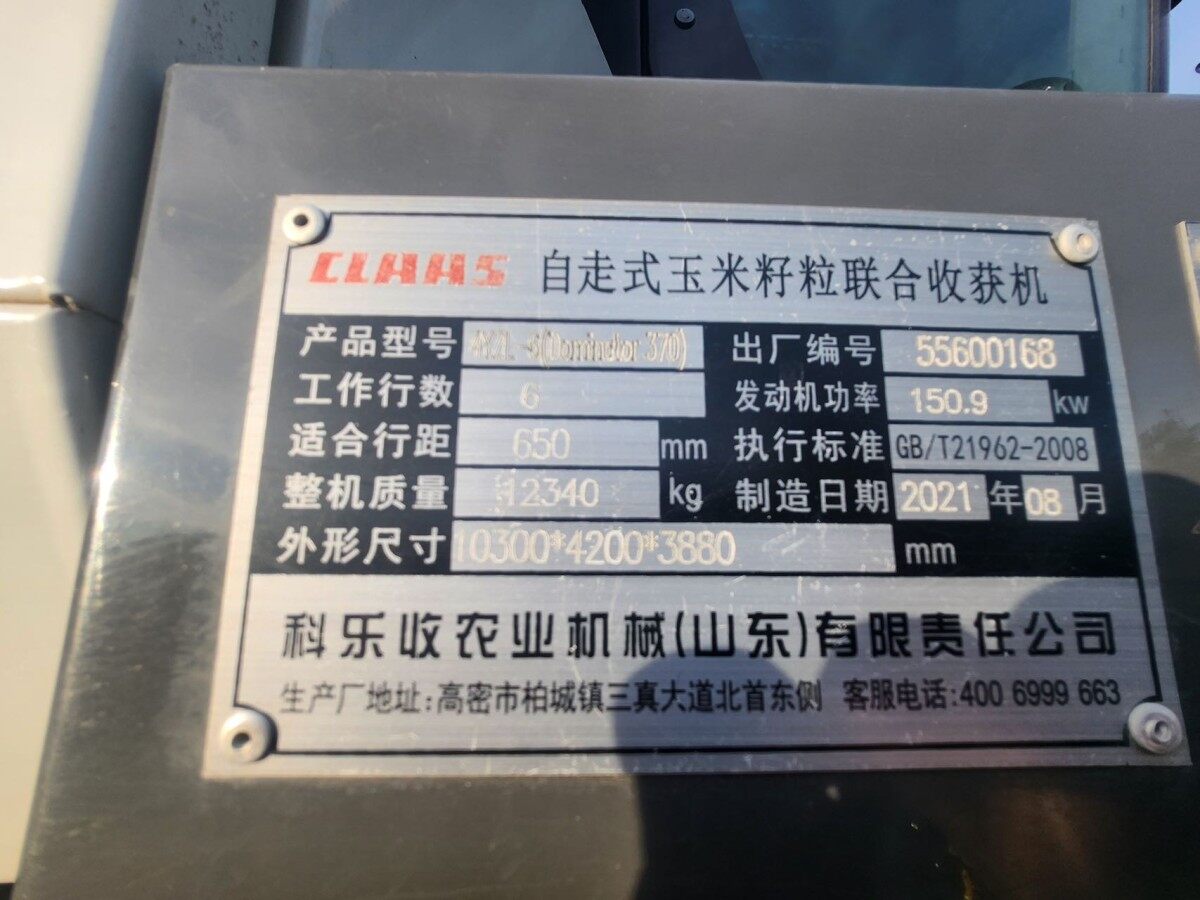 CLAAS 自走式玉米籽粒联合收获机
产品型号 4YZL-6(Dominator 370) 出厂编号 55600168
工作行数 6 发动机功率 150.9 kw
适合行距 650 mm 执行标准 GB/T21962-2008
整机质量 12340 kg 制造日期 2021 年 08 月
外形尺寸 10300*4200*3880 mm
科乐收农业机械(山东)有限责任公司
生产厂地址:高密市柏城镇三真大道北首东侧 客服电话:400 6999 663